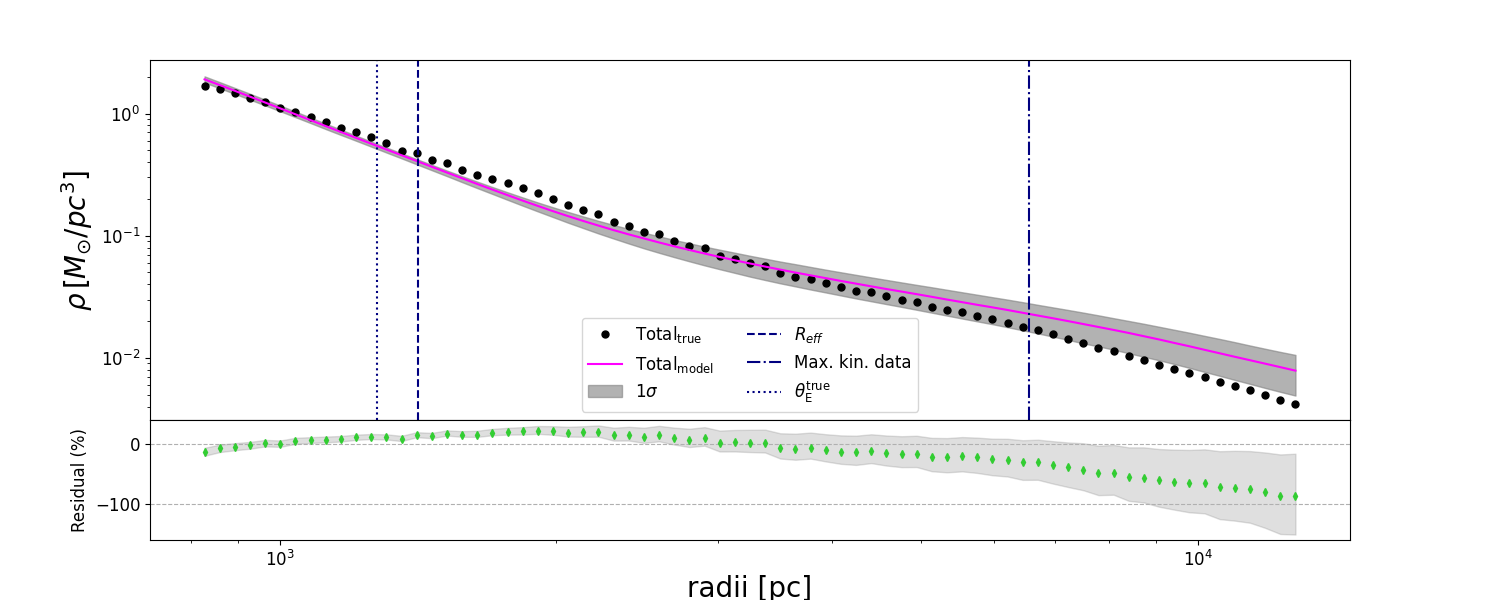 ρ [M⊙/pc³]
10⁰
10⁻¹
10⁻²
Total_true
Total_model
1σ
R_eff
Max. kin. data
θ_E^true
Residual (%)
0
−100
10³
10⁴
radii [pc]